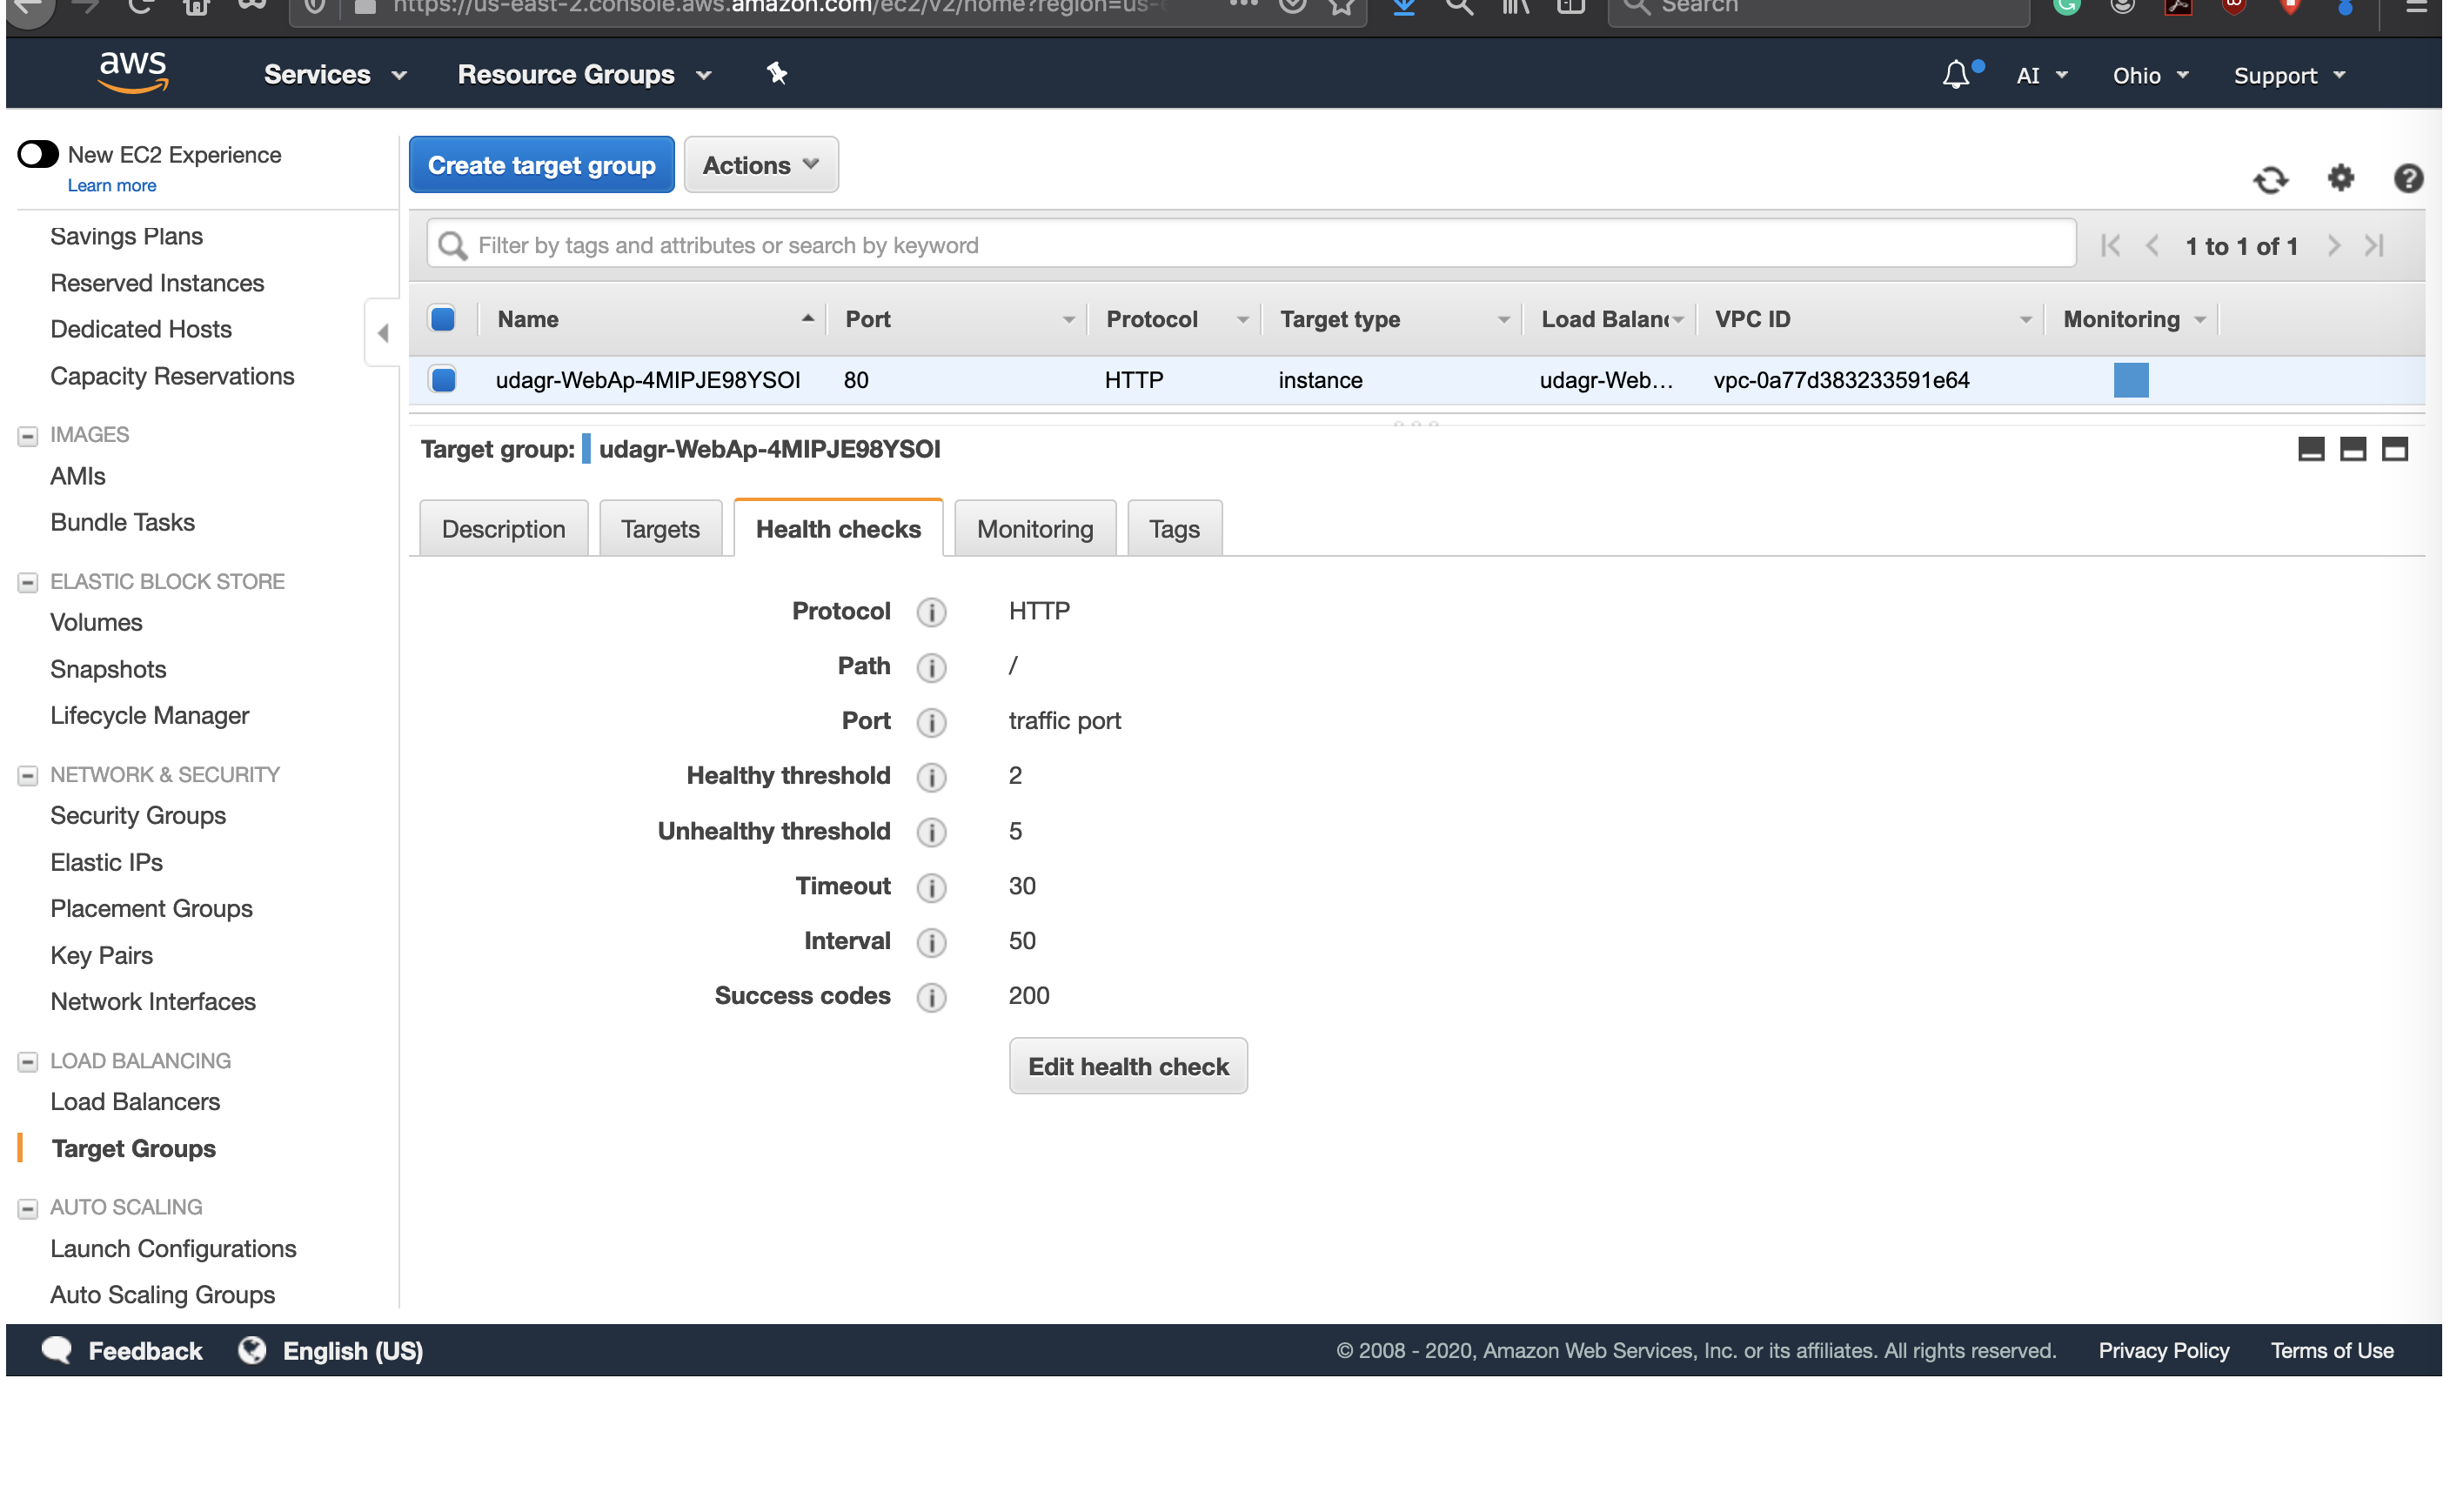 https://us-east-2.console.aws.amazon.com/ec2/v2/home?region=us-e
Search
aws
Services
Resource Groups
AI
Ohio
Support
New EC2 Experience
Learn more
Savings Plans
Reserved Instances
Dedicated Hosts
Capacity Reservations
IMAGES
AMIs
Bundle Tasks
ELASTIC BLOCK STORE
Volumes
Snapshots
Lifecycle Manager
NETWORK & SECURITY
Security Groups
Elastic IPs
Placement Groups
Key Pairs
Network Interfaces
LOAD BALANCING
Load Balancers
Target Groups
AUTO SCALING
Launch Configurations
Auto Scaling Groups
Create target group
Actions
Filter by tags and attributes or search by keyword
1 to 1 of 1
Name Port Protocol Target type Load Balanc VPC ID Monitoring
udagr-WebAp-4MIPJE98YSOI 80 HTTP instance udagr-Web... vpc-0a77d383233591e64
Target group: udagr-WebAp-4MIPJE98YSOI
Description Targets Health checks Monitoring Tags
Protocol HTTP
Path /
Port traffic port
Healthy threshold 2
Unhealthy threshold 5
Timeout 30
Interval 50
Success codes 200
Edit health check
Feedback
English (US)
© 2008 - 2020, Amazon Web Services, Inc. or its affiliates. All rights reserved.
Privacy Policy
Terms of Use